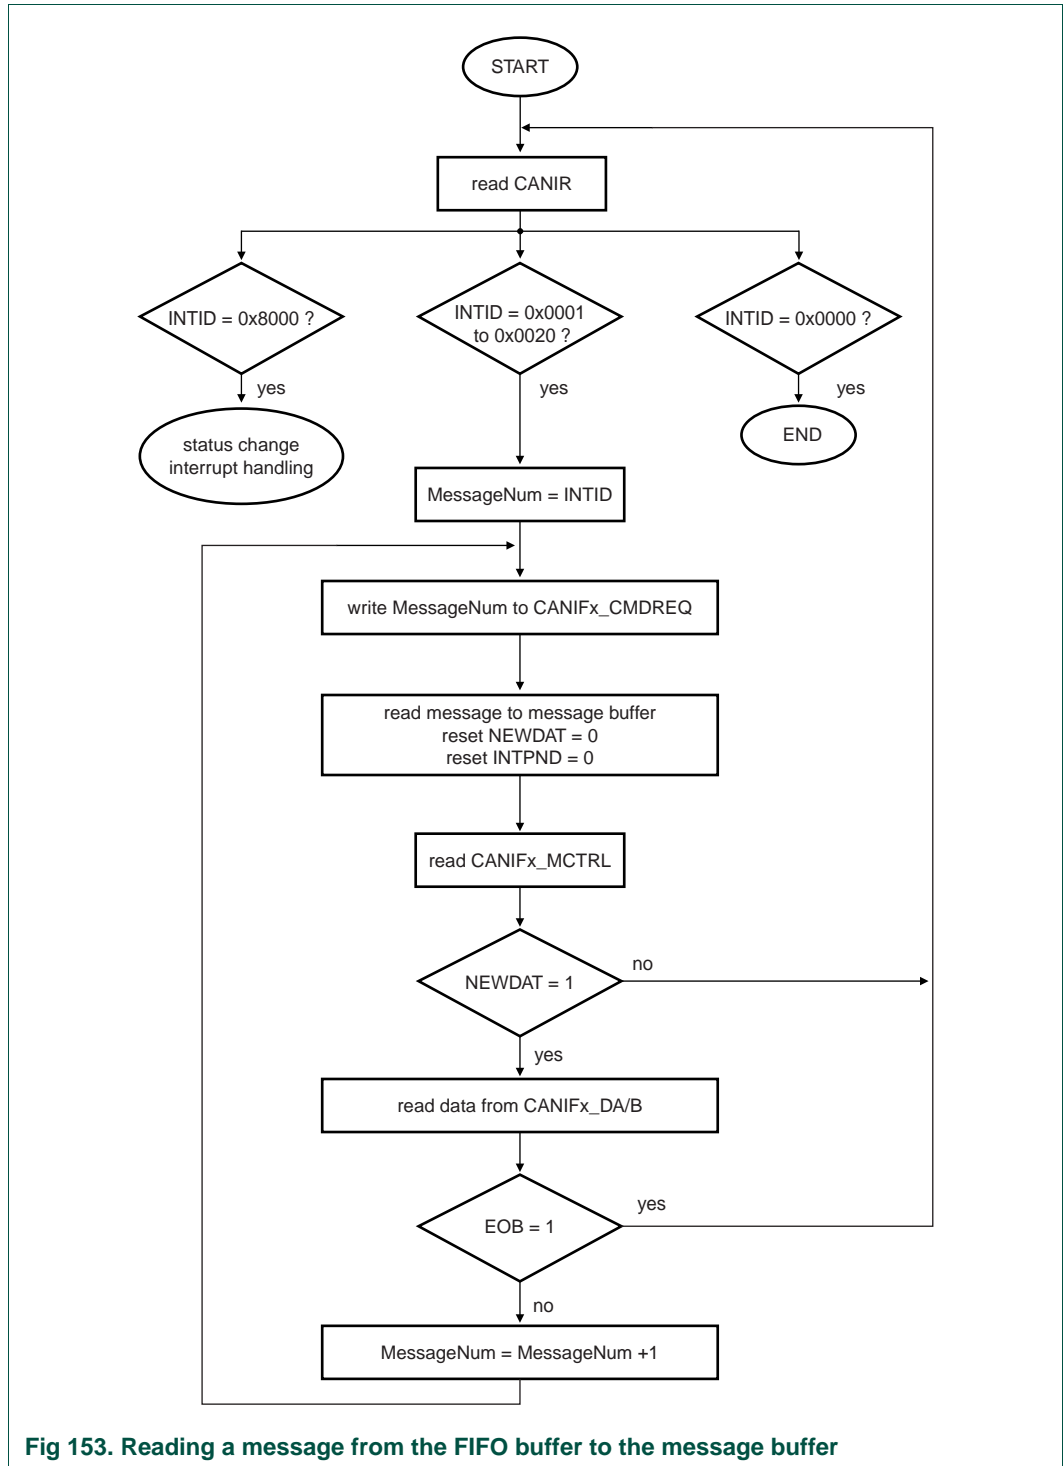 START
read CANIR
INTID = 0x8000 ?
INTID = 0x0001
to 0x0020 ?
INTID = 0x0000 ?
yes
yes
yes
status change
interrupt handling
END
MessageNum = INTID
write MessageNum to CANIFx_CMDREQ
read message to message buffer
reset NEWDAT = 0
reset INTPND = 0
read CANIFx_MCTRL
NEWDAT = 1
no
yes
read data from CANIFx_DA/B
EOB = 1
yes
no
MessageNum = MessageNum +1
Fig 153. Reading a message from the FIFO buffer to the message buffer